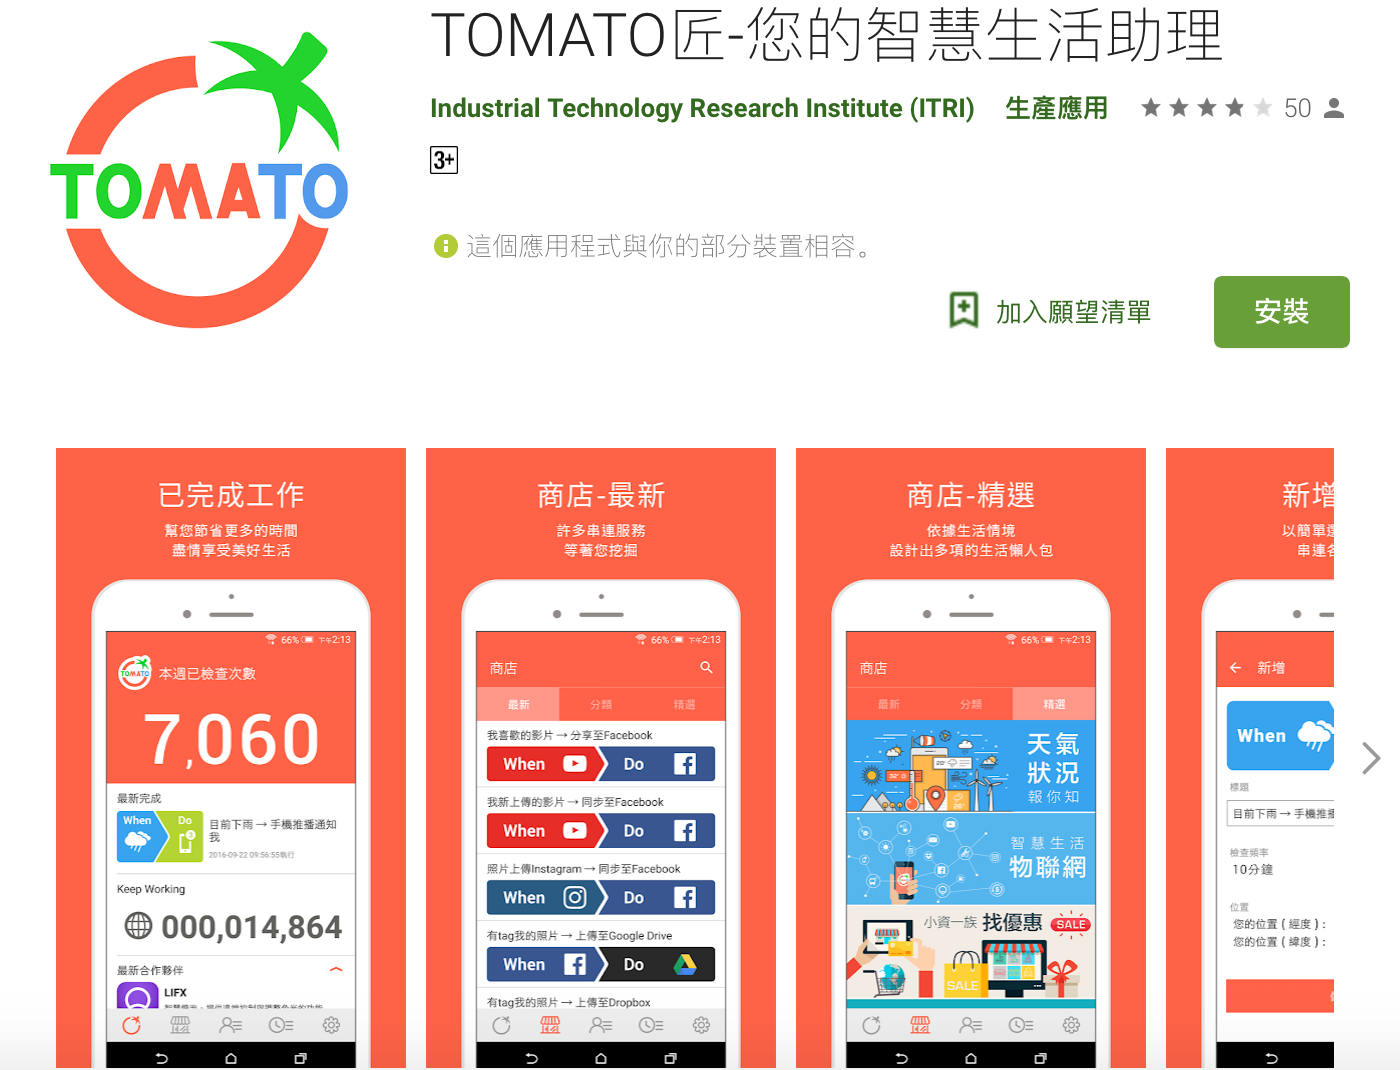 TOMATO
TOMATO匠-您的智慧生活助理
Industrial Technology Research Institute (ITRI) 生產應用 50
3+
這個應用程式與你的部分裝置相容。
加入願望清單
安裝
已完成工作
幫您節省更多的時間
盡情享受美好生活
66% 下午2:13
TOMATO
本週已檢查次數
7,060
最新完成
When Do
3
目前下雨→手機推播通知我
2016-09-22 09:56:55執行
Keep Working
000,014,864
最新合作夥伴
LIFX
商店-最新
許多串連服務
等著您挖掘
66% 下午2:13
商店
最新 分類 精選
我喜歡的影片→分享至Facebook
When Do
我新上傳的影片→同步至Facebook
When Do
照片上傳Instagram→同步至Facebook
When Do
有tag我的照片→上傳至Google Drive
When Do
有tag我的照片→上傳至Dropbox
商店-精選
依據生活情境
設計出多項的生活懶人包
66% 下午2:13
商店
最新 分類 精選
天氣
狀況
報你知
智慧生活
物聯網
小資一族 找優惠 SALE
SALE
新增
以簡單
串連
新增
When
標題
目前下雨→手機推
檢查頻率
10分鐘
位置
您的位置(經度):
您的位置(緯度):